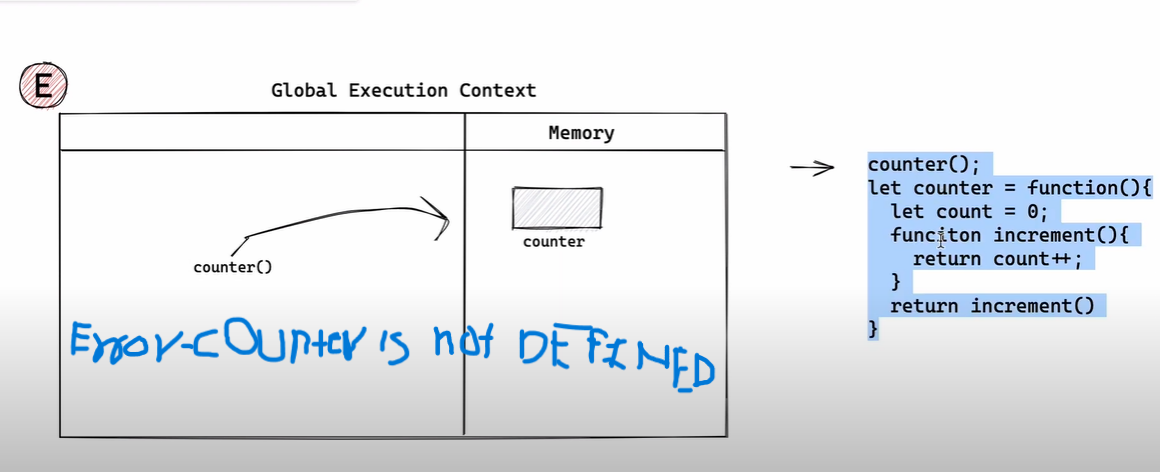 E
Global Execution Context
Memory
counter
counter()
Error-COUnter is not DEFINED
counter();
let counter = function(){
let count = 0;
funciton increment(){
return count++;
}
return increment()
}